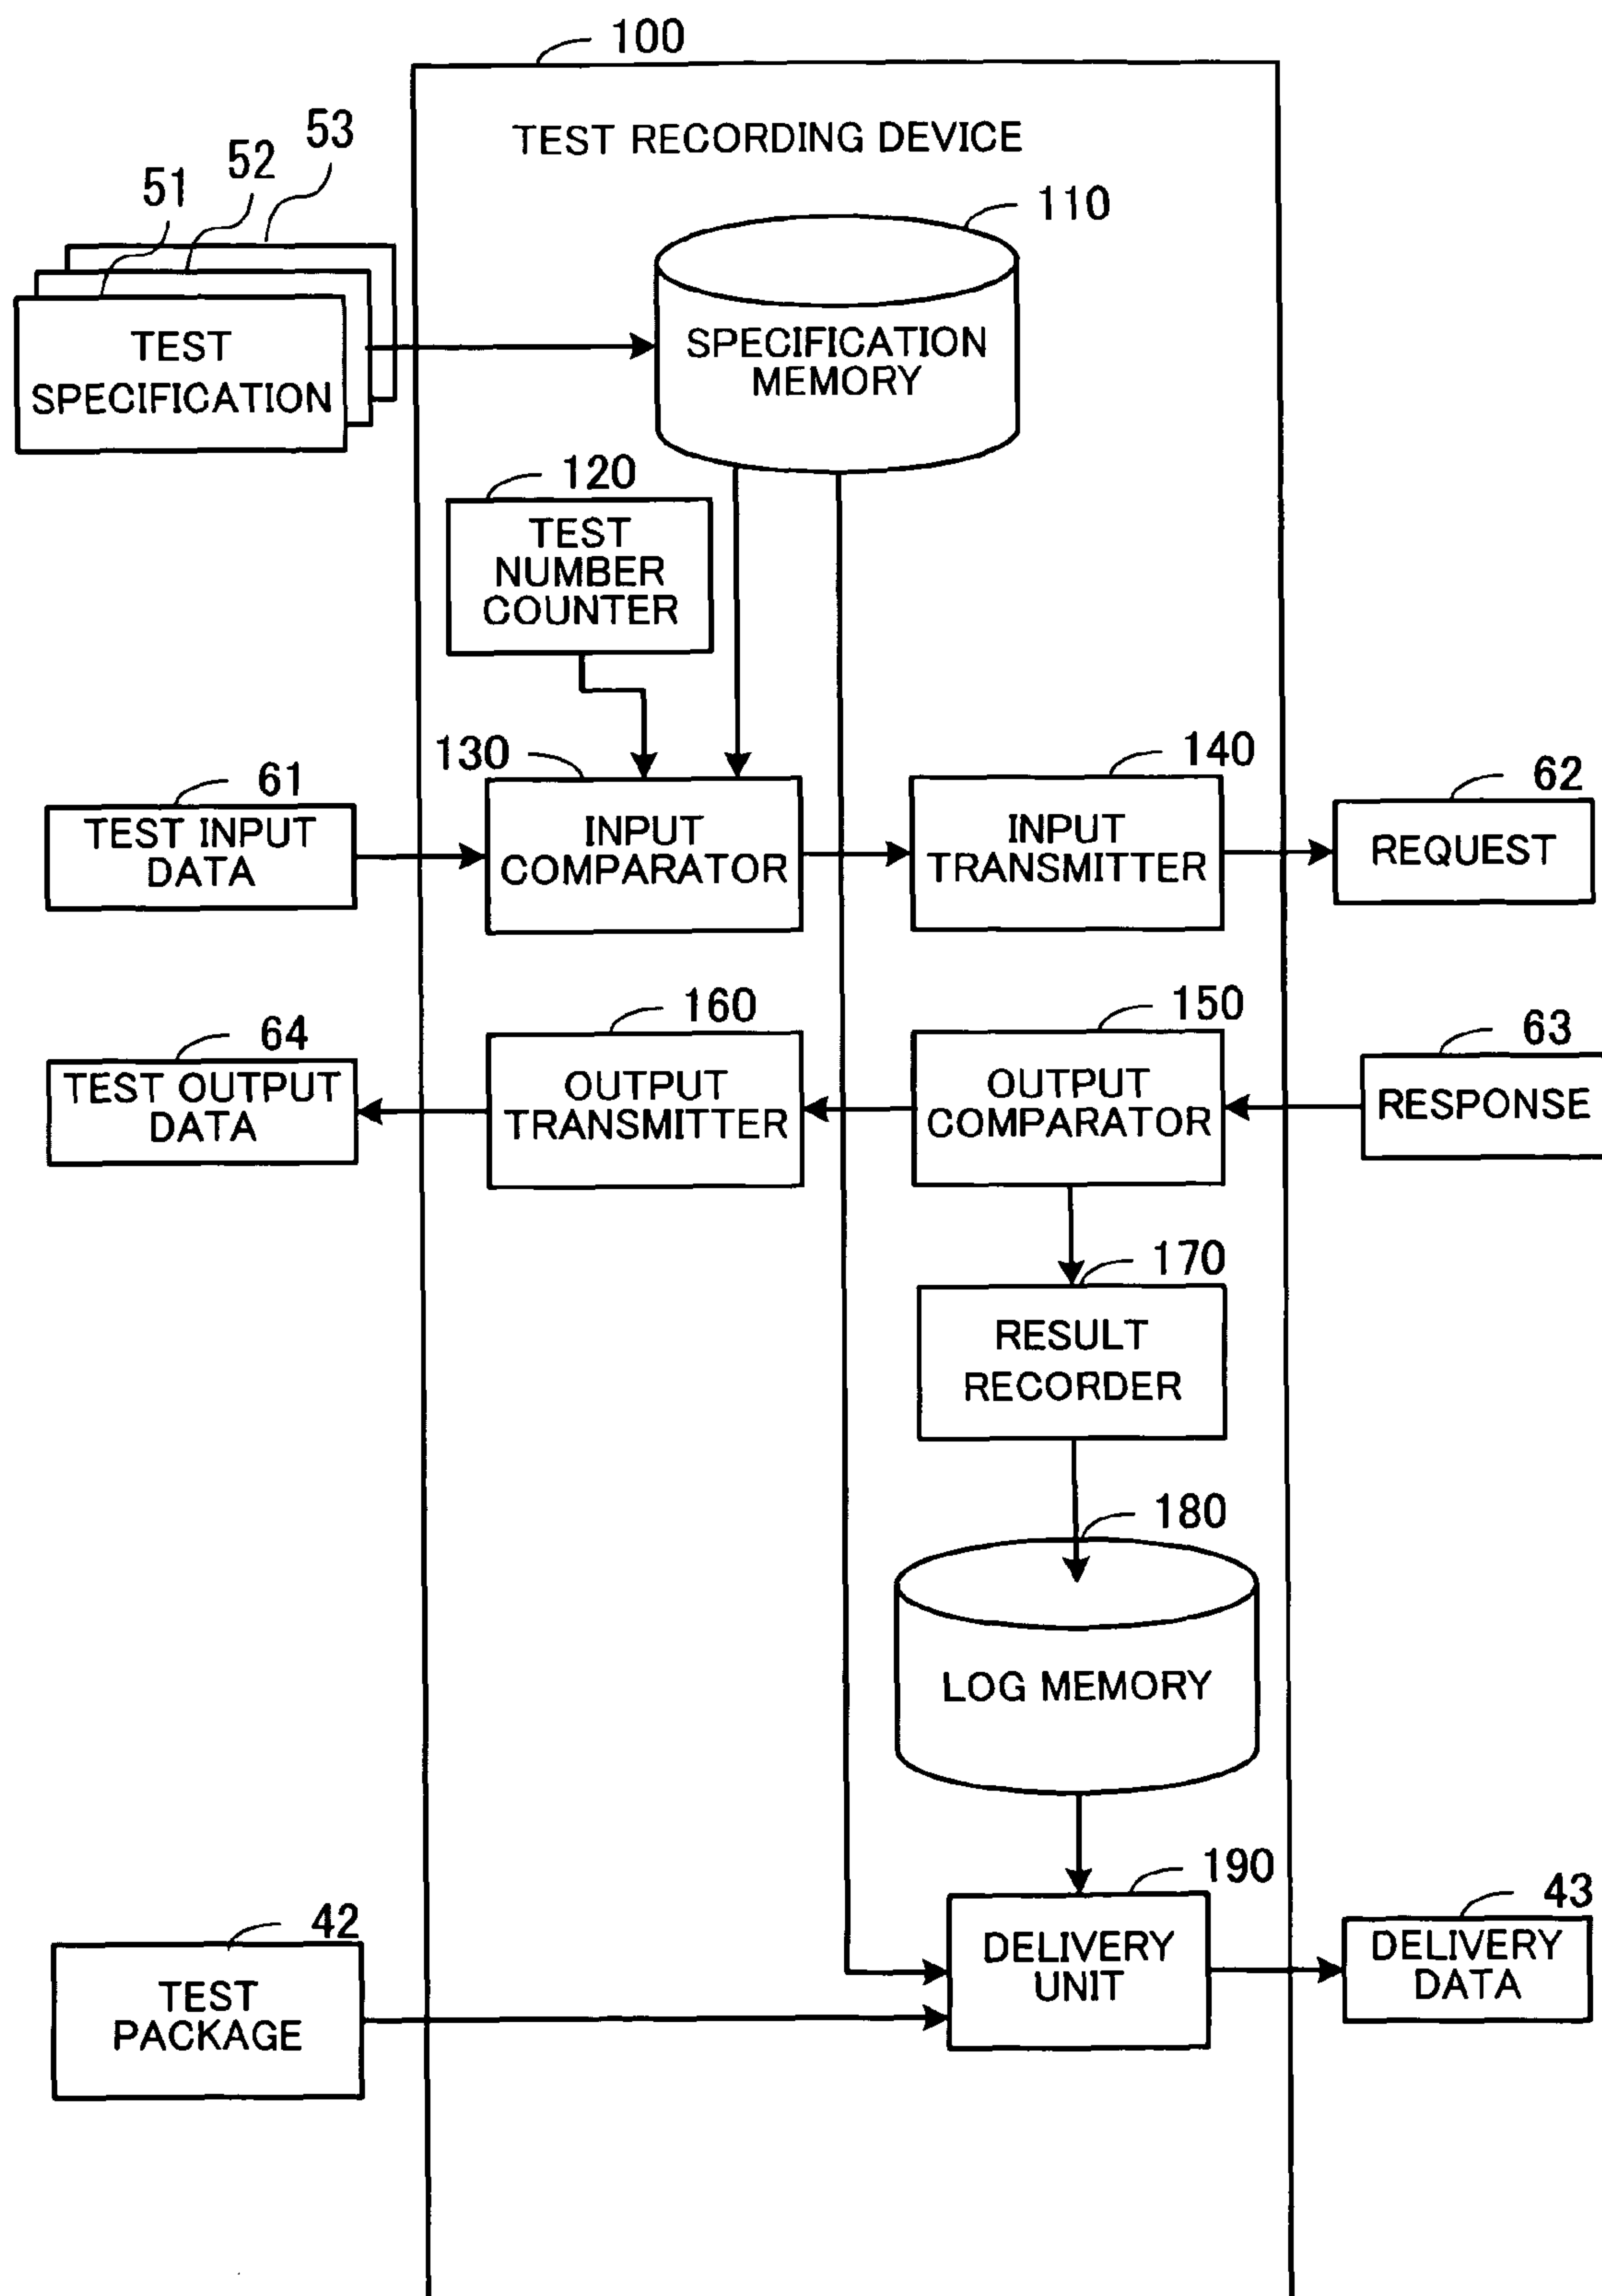 100
TEST RECORDING DEVICE
53
52
51
110
TEST
SPECIFICATION
SPECIFICATION
MEMORY
120
TEST
NUMBER
COUNTER
130
140
61
62
TEST INPUT
DATA
INPUT
COMPARATOR
INPUT
TRANSMITTER
REQUEST
160
150
64
63
TEST OUTPUT
DATA
OUTPUT
TRANSMITTER
OUTPUT
COMPARATOR
RESPONSE
170
RESULT
RECORDER
180
LOG MEMORY
190
42
43
TEST
PACKAGE
DELIVERY
UNIT
DELIVERY
DATA